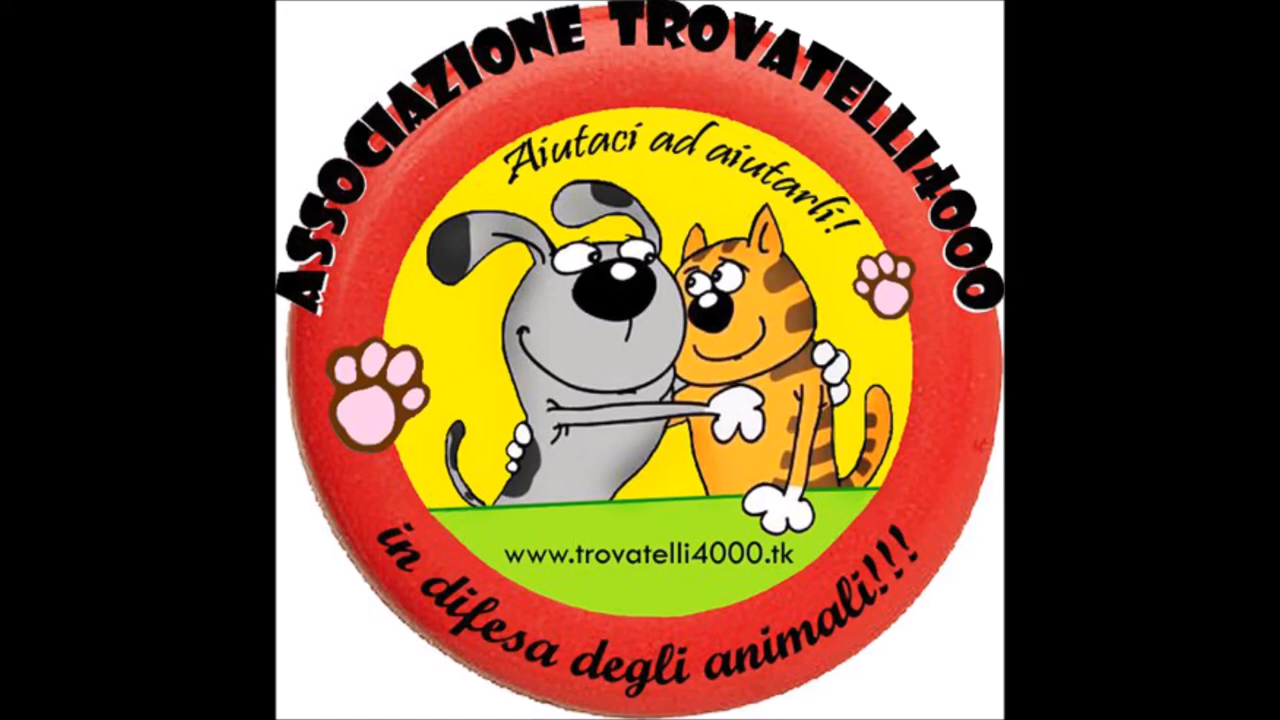 ASSOCIAZIONE TROVATELLI4000
Aiutaci ad aiutarli!
www.trovatelli4000.tk
in difesa degli animali!!!